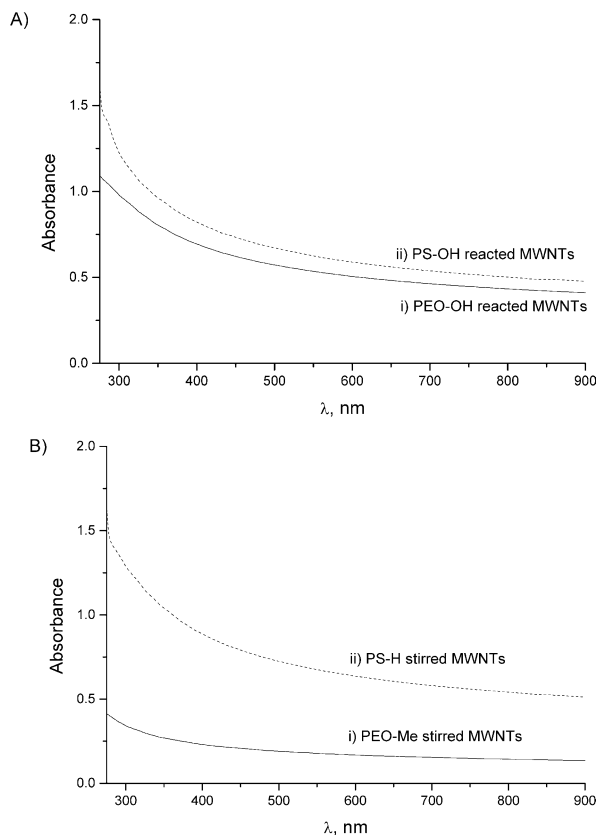 A)
2.0
1.5
1.0
0.5
0.0
Absorbance
ii) PS-OH reacted MWNTs
i) PEO-OH reacted MWNTs
300 400 500 600 700 800 900
λ, nm
B)
2.0
1.5
1.0
0.5
0.0
Absorbance
ii) PS-H stirred MWNTs
i) PEO-Me stirred MWNTs
300 400 500 600 700 800 900
λ, nm